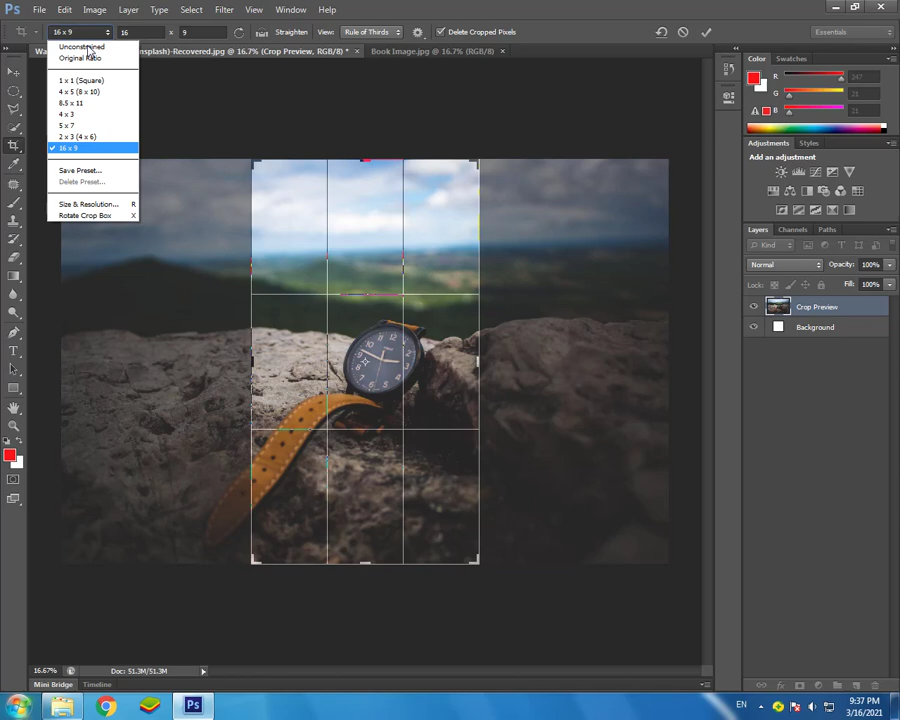 Ps File Edit Image Layer Type Select Filter View Window Help
16 x 9 16 x 9 Straighten View: Rule of Thirds Delete Cropped Pixels Essentials
Wa nsplash)-Recovered.jpg @ 16.7% (Crop Preview, RGB/8) * × Book Image.jpg @ 16.7% (RGB/8) ×
Unconstrained
Original Ratio
1 x 1 (Square)
4 x 5 (8 x 10)
8.5 x 11
4 x 3
5 x 7
2 x 3 (4 x 6)
16 x 9
Save Preset...
Delete Preset...
Size & Resolution... R
Rotate Crop Box X
Color Swatches
R 247
G 21
B 21
Adjustments Styles
Add an adjustment
Layers Channels Paths
Kind
Normal Opacity: 100%
Lock: Fill: 100%
Crop Preview
Background
TIMEX
16.67% Doc: 51.3M/51.3M
Mini Bridge Timeline
Ps
EN 9:37 PM
3/16/2021